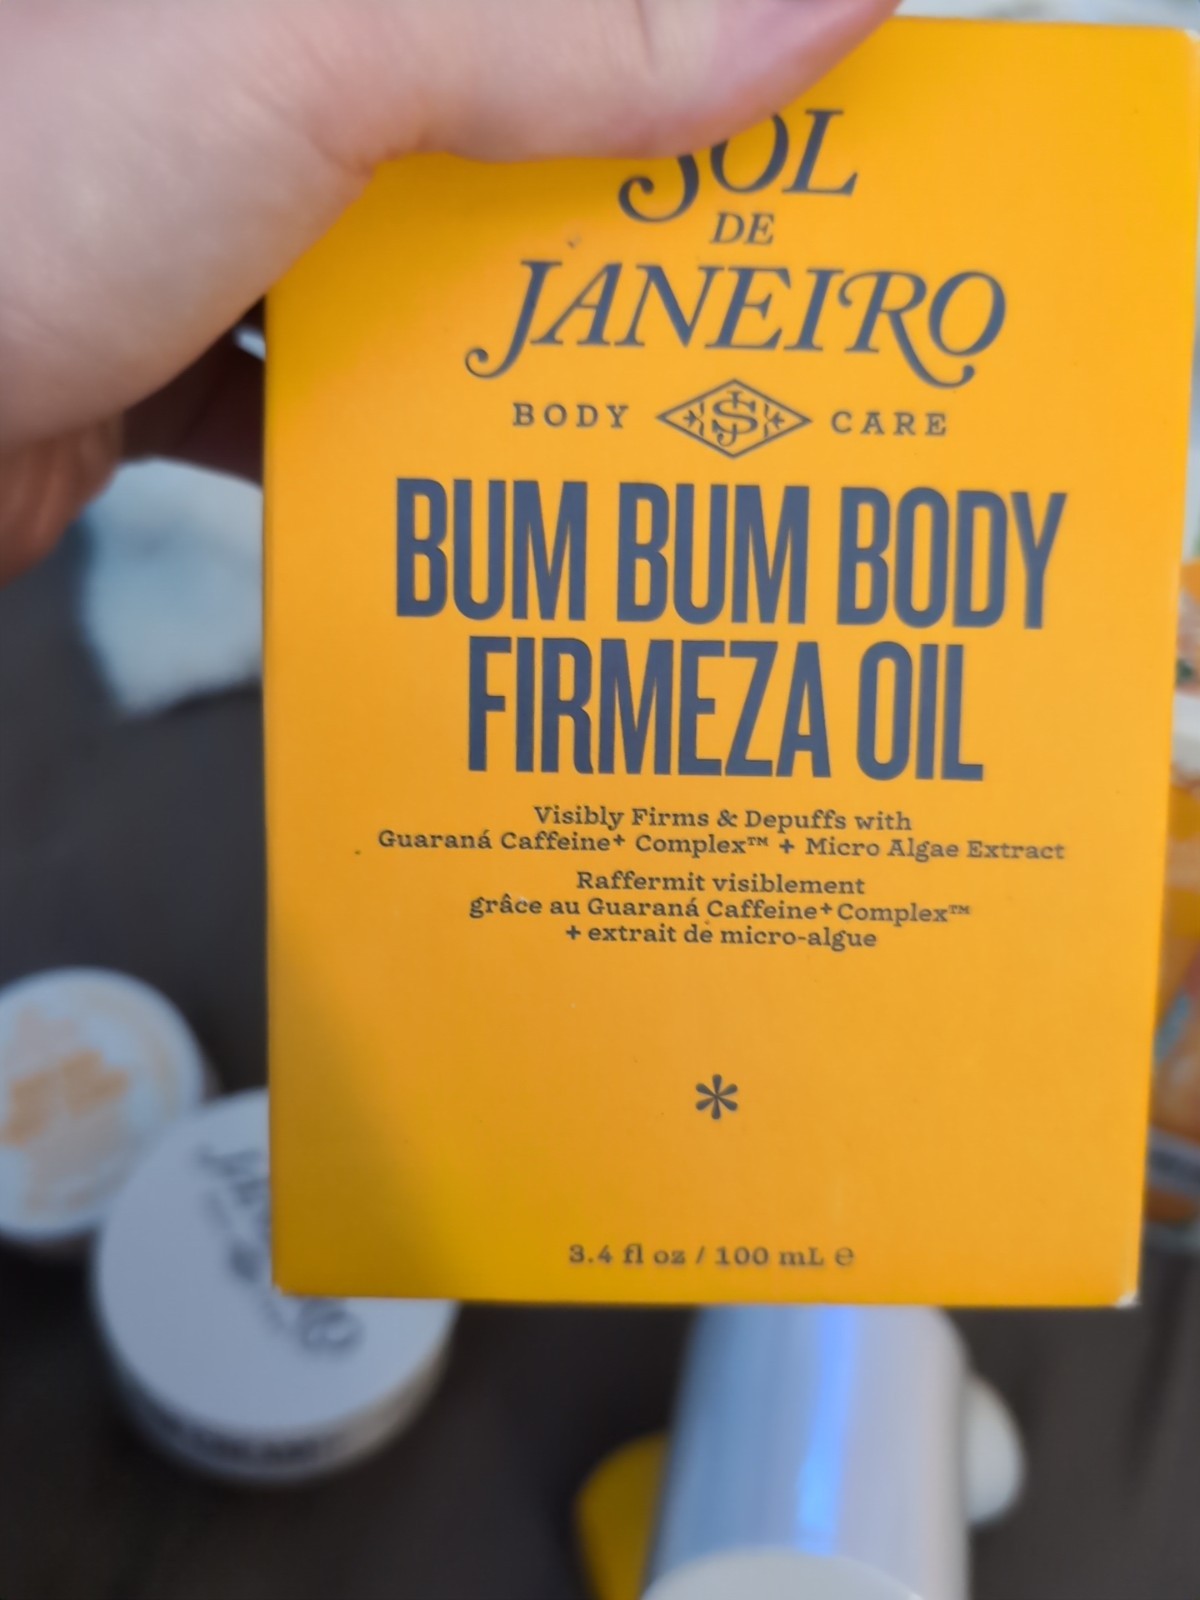 SOL
DE
JANEIRO
BODY SJ CARE
BUM BUM BODY
FIRMEZA OIL
Visibly Firms & Depuffs with
Guaraná Caffeine+ Complex™ + Micro Algae Extract
Raffermit visiblement
grâce au Guaraná Caffeine+ Complex™
+ extrait de micro-algue
*
3.4 fl oz / 100 mL ℮